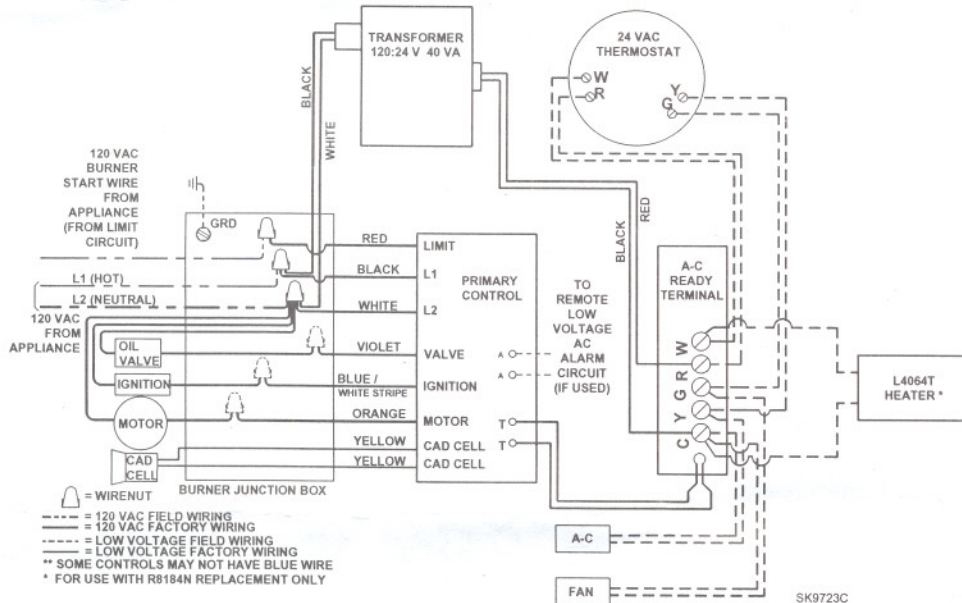 TRANSFORMER
120:24 V 40 VA
24 VAC
THERMOSTAT
W
R
Y
G
BLACK
WHITE
120 VAC
BURNER
START WIRE
FROM
APPLIANCE
(FROM LIMIT
CIRCUIT)
GRD
L1 (HOT)
L2 (NEUTRAL)
120 VAC
FROM
APPLIANCE
RED
BLACK
WHITE
VIOLET
BLUE /
WHITE STRIPE
ORANGE
YELLOW
YELLOW
OIL
VALVE
IGNITION
MOTOR
CAD
CELL
BURNER JUNCTION BOX
LIMIT
L1
PRIMARY
CONTROL
L2
VALVE
IGNITION
MOTOR
CAD CELL
CAD CELL
A
A
T
T
TO
REMOTE
LOW
VOLTAGE
AC
ALARM
CIRCUIT
(IF USED)
BLACK
RED
A-C
READY
TERMINAL
W
R
G
Y
C
L4064T
HEATER *
A-C
FAN
= WIRENUT
= 120 VAC FIELD WIRING
= 120 VAC FACTORY WIRING
= LOW VOLTAGE FIELD WIRING
= LOW VOLTAGE FACTORY WIRING
** SOME CONTROLS MAY NOT HAVE BLUE WIRE
* FOR USE WITH R8184N REPLACEMENT ONLY
SK9723C